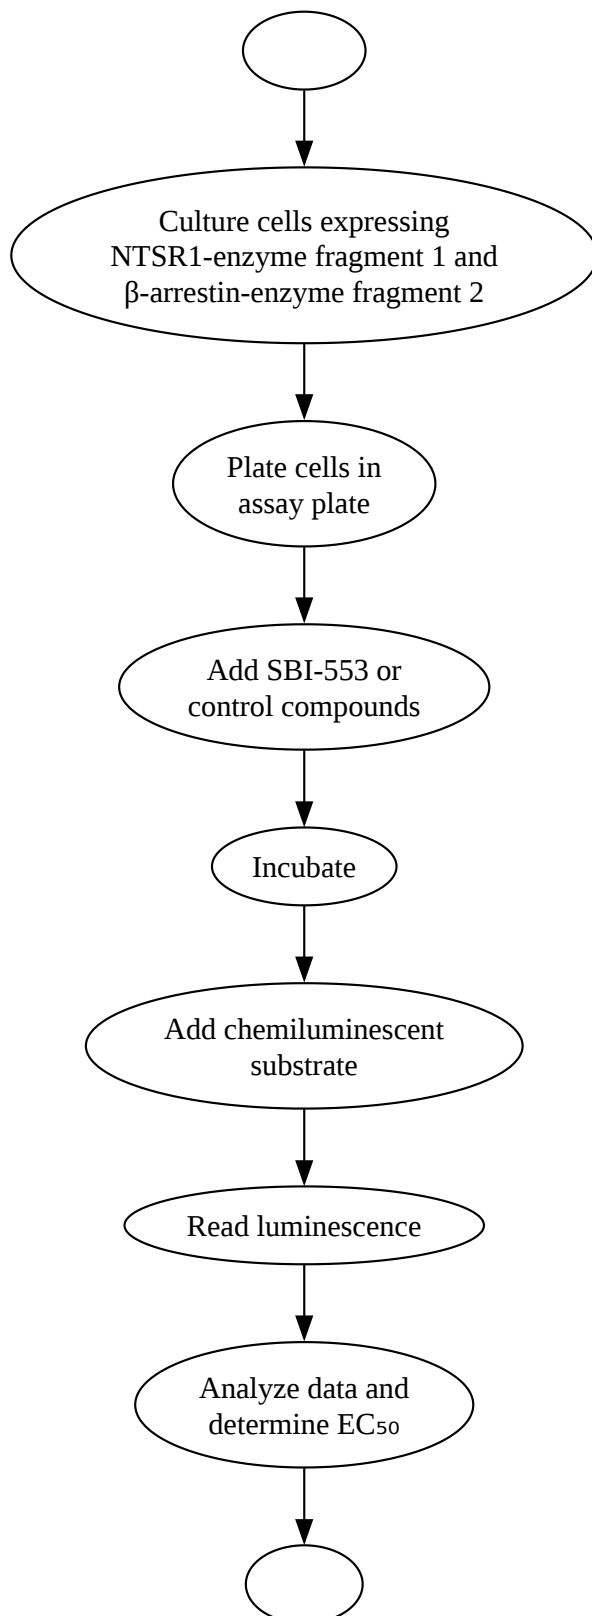 Culture cells expressing
NTSR1-enzyme fragment 1 and
β-arrestin-enzyme fragment 2
Plate cells in
assay plate
Add SBI-553 or
control compounds
Incubate
Add chemiluminescent
substrate
Read luminescence
Analyze data and
determine EC₅₀